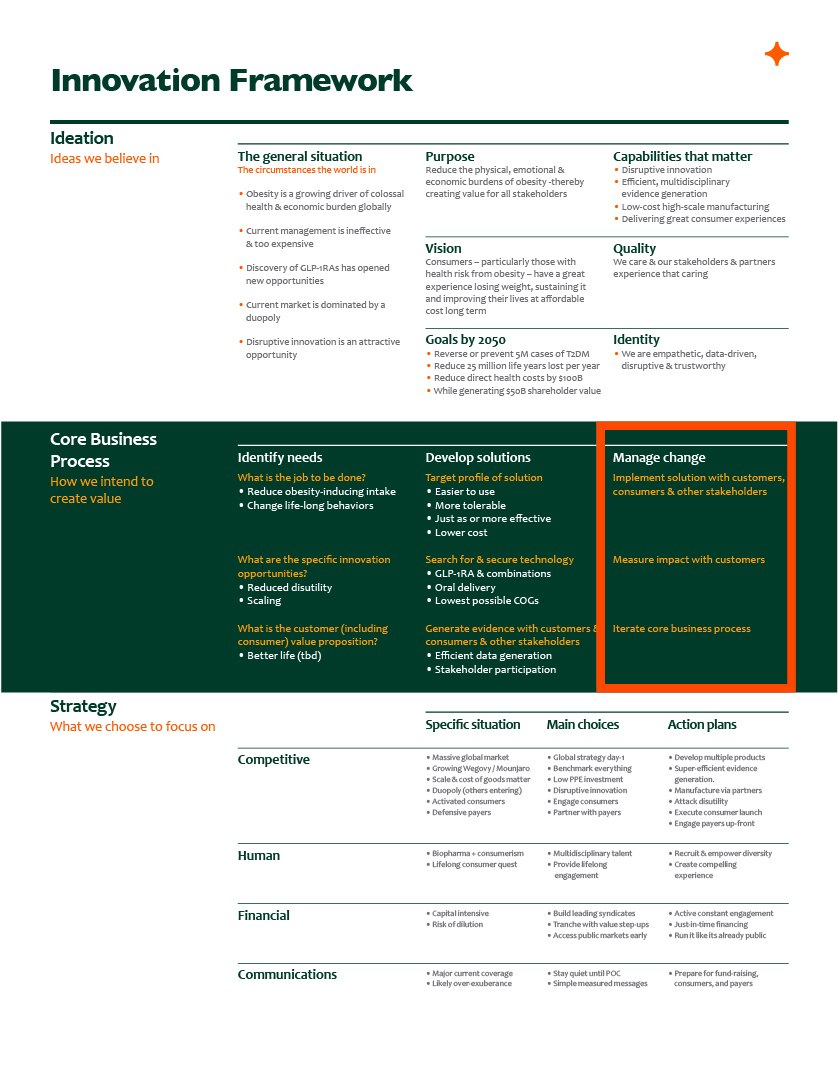 Innovation Framework
Ideation
Ideas we believe in
The general situation
The circumstances the world is in
• Obesity is a growing driver of colossal
health & economic burden globally
• Current management is ineffective
& too expensive
• Discovery of GLP-1RAs has opened
new opportunities
• Current market is dominated by a
duopoly
• Disruptive innovation is an attractive
opportunity
Purpose
Reduce the physical, emotional &
economic burdens of obesity -thereby
creating value for all stakeholders
Vision
Consumers – particularly those with
health risk from obesity – have a great
experience losing weight, sustaining it
and improving their lives at affordable
cost long term
Goals by 2050
• Reverse or prevent 5M cases of T2DM
• Reduce 25 million life years lost per year
• Reduce direct health costs by $100B
• While generating $50B shareholder value
Capabilities that matter
• Disruptive innovation
• Efficient, multidisciplinary
evidence generation
• Low-cost high-scale manufacturing
• Delivering great consumer experiences
Quality
We care & our stakeholders & partners
experience that caring
Identity
• We are empathetic, data-driven,
disruptive & trustworthy
Core Business
Process
How we intend to
create value
Identify needs
What is the job to be done?
• Reduce obesity-inducing intake
• Change life-long behaviors
What are the specific innovation
opportunities?
• Reduced disutility
• Scaling
What is the customer (including
consumer) value proposition?
• Better life (tbd)
Develop solutions
Target profile of solution
• Easier to use
• More tolerable
• Just as or more effective
• Lower cost
Search for & secure technology
• GLP-1RA & combinations
• Oral delivery
• Lowest possible COGs
Generate evidence with customers &
consumers & other stakeholders
• Efficient data generation
• Stakeholder participation
Manage change
Implement solution with customers,
consumers & other stakeholders
Measure impact with customers
Iterate core business process
Strategy
What we choose to focus on
Specific situation
Main choices
Action plans
Competitive
• Massive global market
• Growing Wegovy / Mounjaro
• Scale & cost of goods matter
• Duopoly (others entering)
• Activated consumers
• Defensive payers
• Global strategy day-1
• Benchmark everything
• Low PPE investment
• Disruptive innovation
• Engage consumers
• Partner with payers
• Develop multiple products
• Super-efficient evidence
generation.
• Manufacture via partners
• Attack disutility
• Execute consumer launch
• Engage payers up-front
Human
• Biopharma + consumerism
• Lifelong consumer quest
• Multidisciplinary talent
• Provide lifelong
engagement
• Recruit & empower diversity
• Create compelling
experience
Financial
• Capital intensive
• Risk of dilution
• Build leading syndicates
• Tranche with value step-ups
• Access public markets early
• Active constant engagement
• Just-in-time financing
• Run it like its already public
Communications
• Major current coverage
• Likely over-exuberance
• Stay quiet until POC
• Simple measured messages
• Prepare for fund-raising,
consumers, and payers